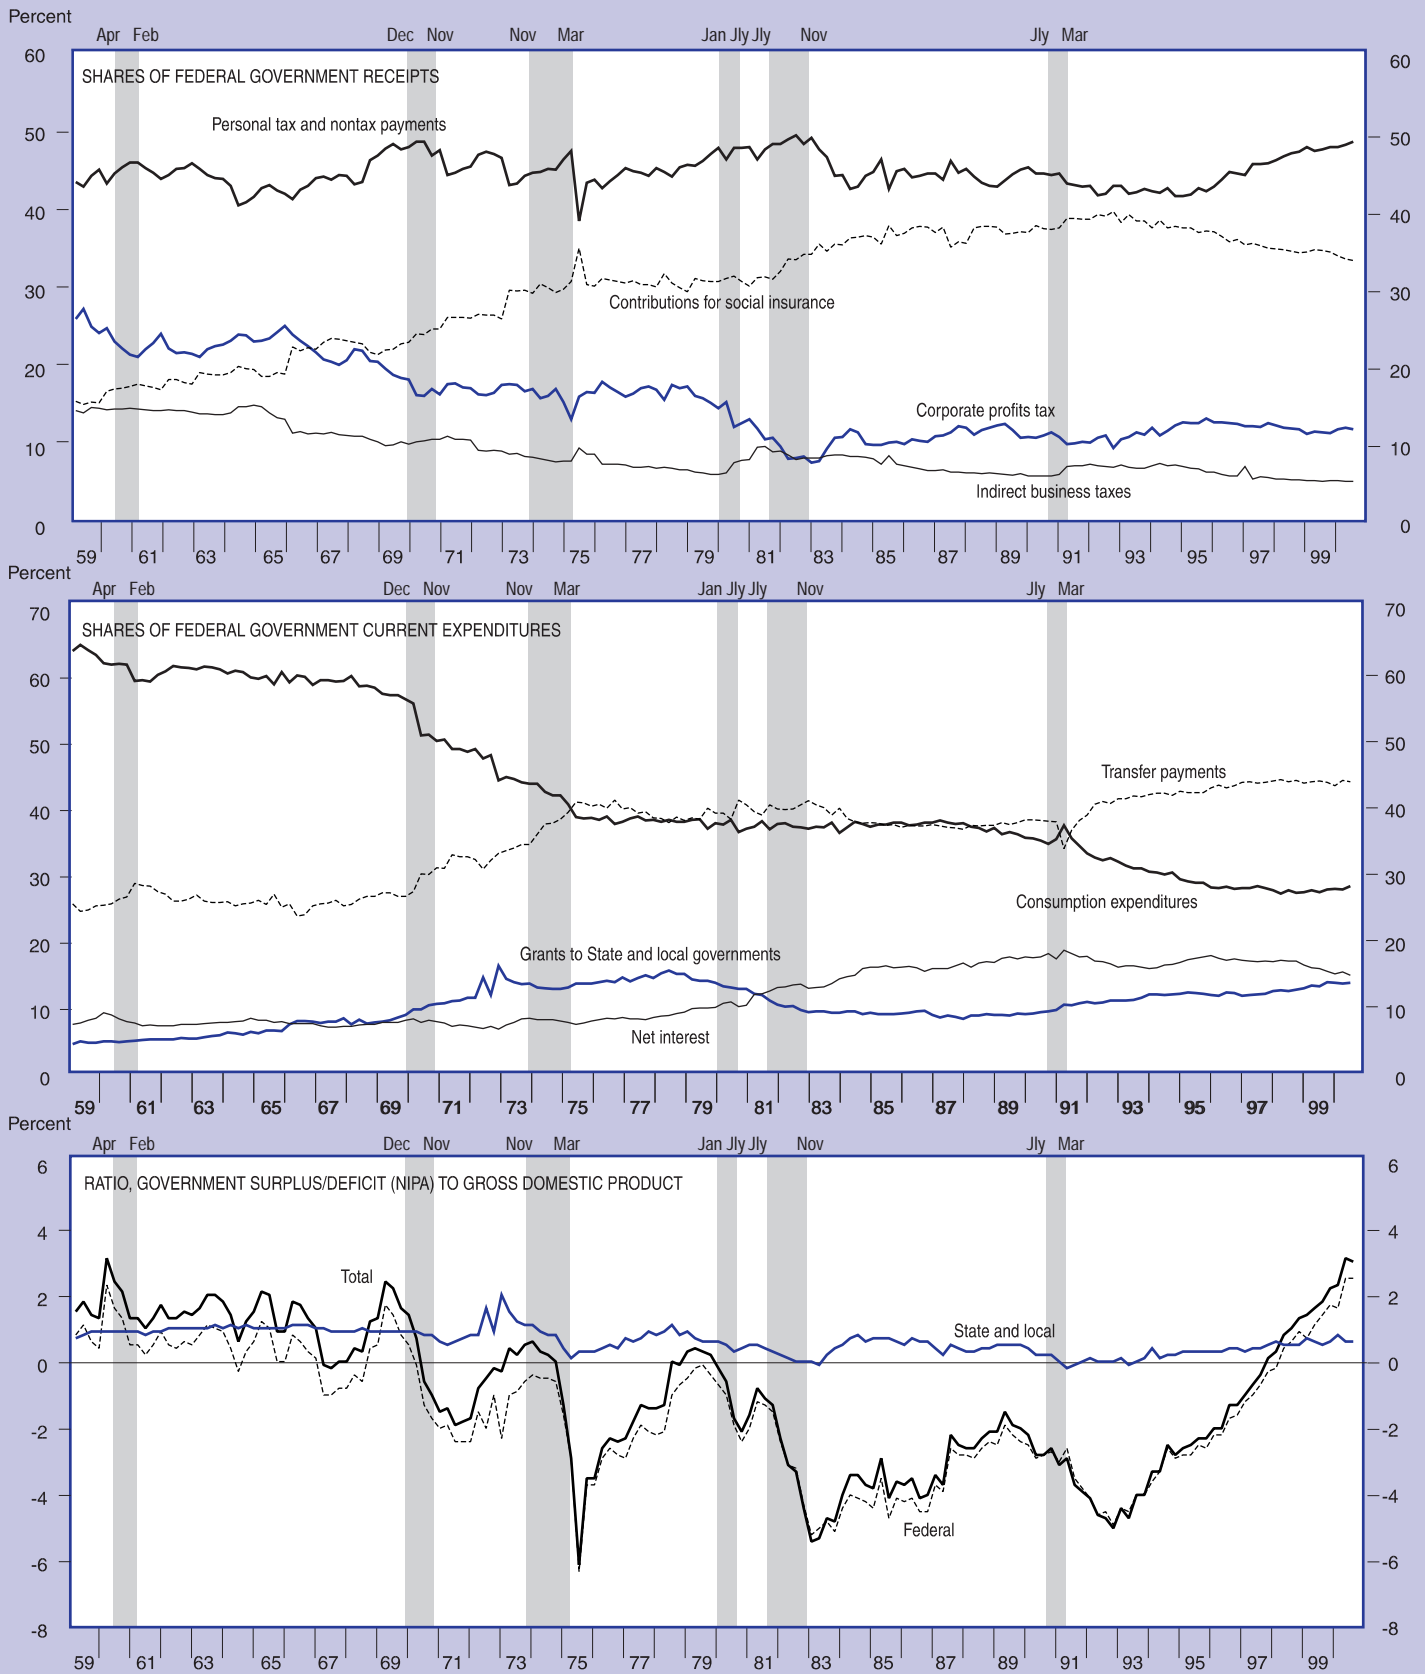 Percent
Apr Feb Dec Nov Nov Mar Jan Jly Jly Nov Jly Mar
60 60
SHARES OF FEDERAL GOVERNMENT RECEIPTS
Personal tax and nontax payments
50 50
40 40
30 30
Contributions for social insurance
20 20
Corporate profits tax
10 10
Indirect business taxes
0 0
59 61 63 65 67 69 71 73 75 77 79 81 83 85 87 89 91 93 95 97 99
Percent
Apr Feb Dec Nov Nov Mar Jan Jly Jly Nov Jly Mar
70 70
SHARES OF FEDERAL GOVERNMENT CURRENT EXPENDITURES
60 60
50 50
Transfer payments
40 40
30 30
Consumption expenditures
20 20
Grants to State and local governments
10 10
Net interest
0 0
59 61 63 65 67 69 71 73 75 77 79 81 83 85 87 89 91 93 95 97 99
Percent
Apr Feb Dec Nov Nov Mar Jan Jly Jly Nov Jly Mar
6 6
RATIO, GOVERNMENT SURPLUS/DEFICIT (NIPA) TO GROSS DOMESTIC PRODUCT
4 4
Total
2 2
State and local
0 0
-2 -2
-4 -4
Federal
-6 -6
-8 -8
59 61 63 65 67 69 71 73 75 77 79 81 83 85 87 89 91 93 95 97 99